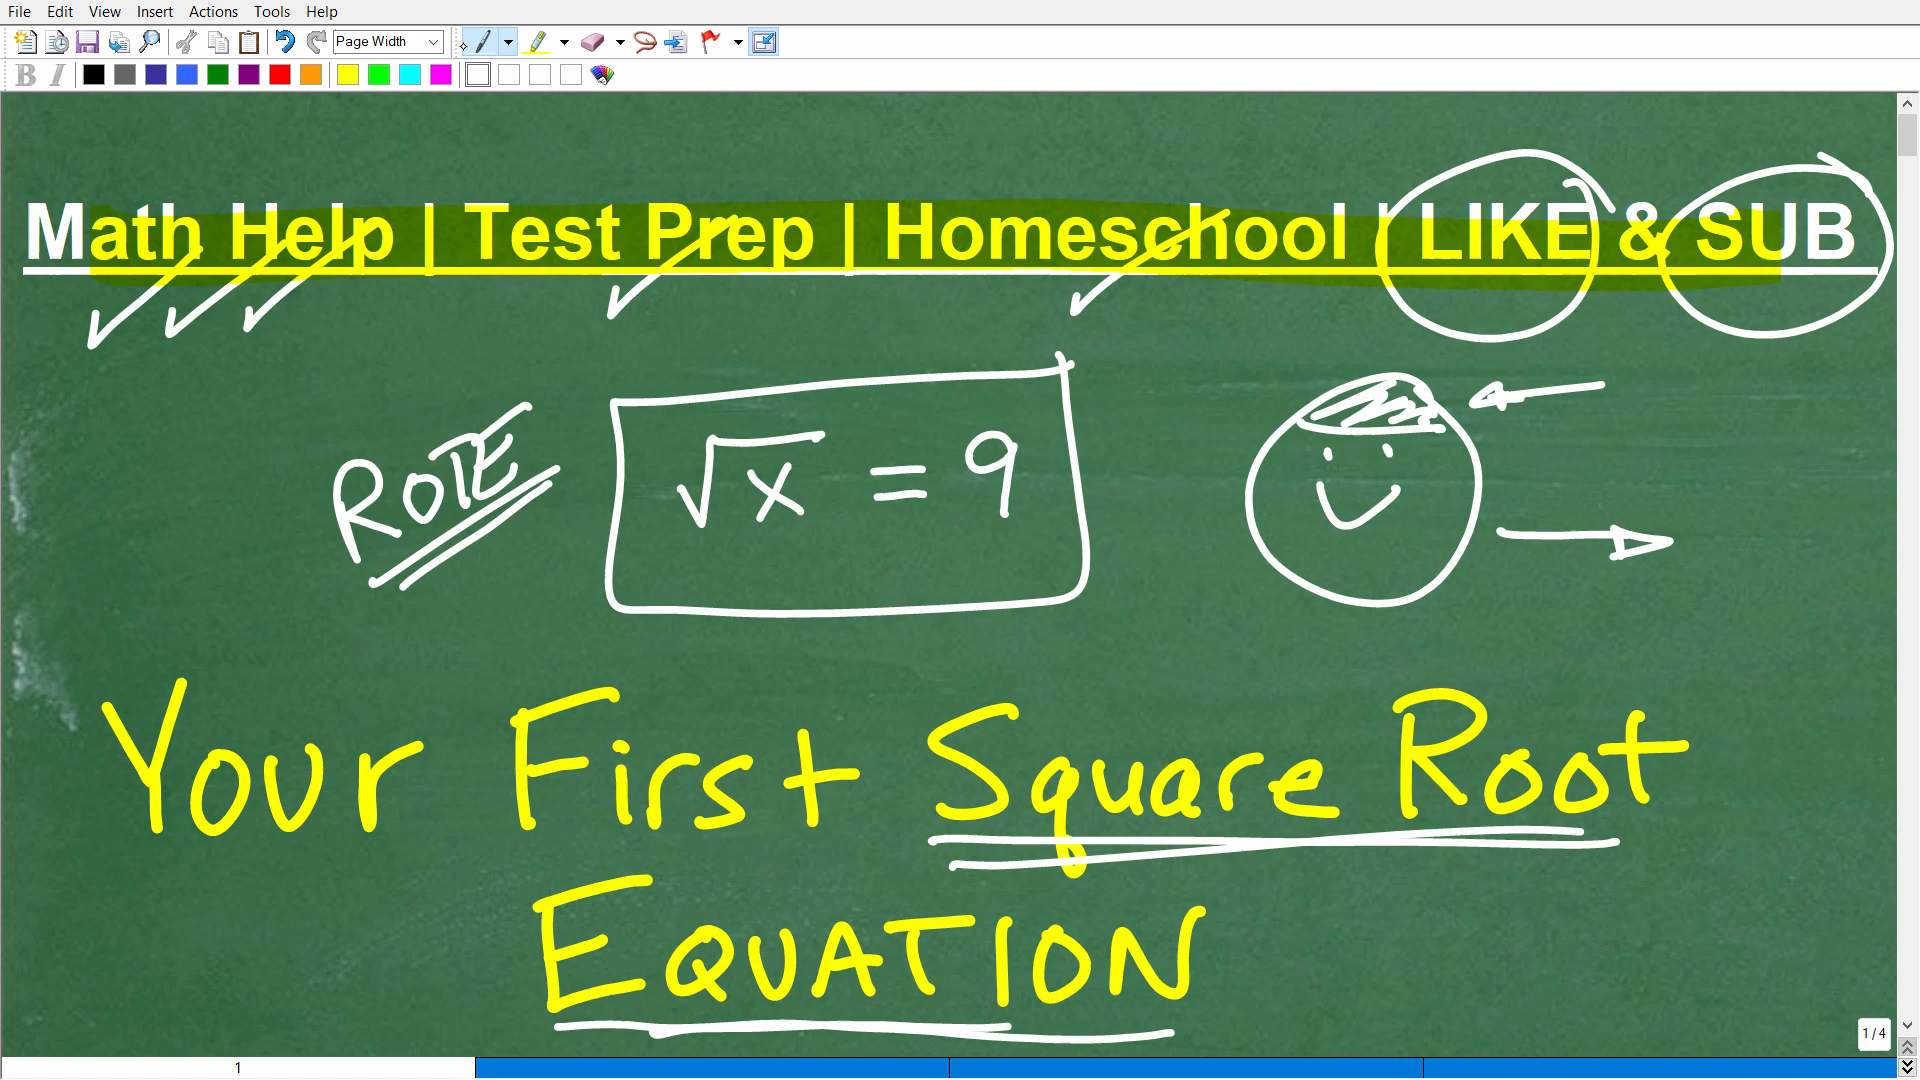 File Edit View Insert Actions Tools Help
Page Width
B I
Math Help | Test Prep | Homeschool | LIKE & SUB
ROTE
√x = 9
Your First Square Root
EQUATION
1 / 4
1